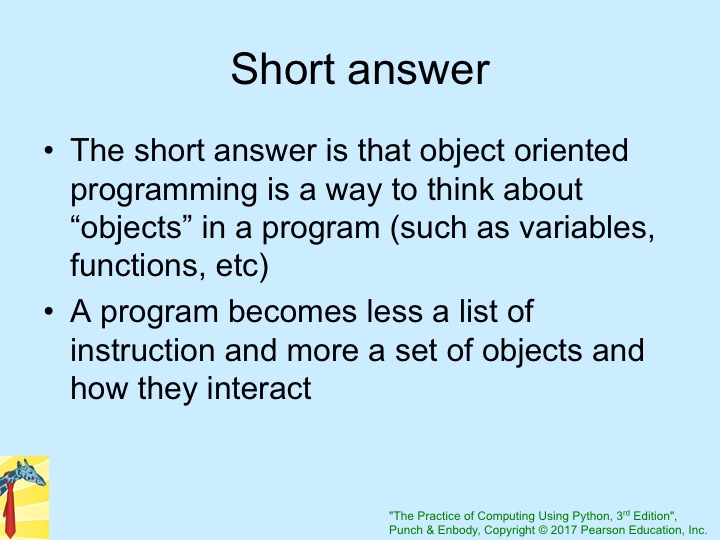 Short answer
• The short answer is that object oriented
programming is a way to think about
“objects” in a program (such as variables,
functions, etc)
• A program becomes less a list of
instruction and more a set of objects and
how they interact
"The Practice of Computing Using Python, 3rd Edition",
Punch & Enbody, Copyright © 2017 Pearson Education, Inc.